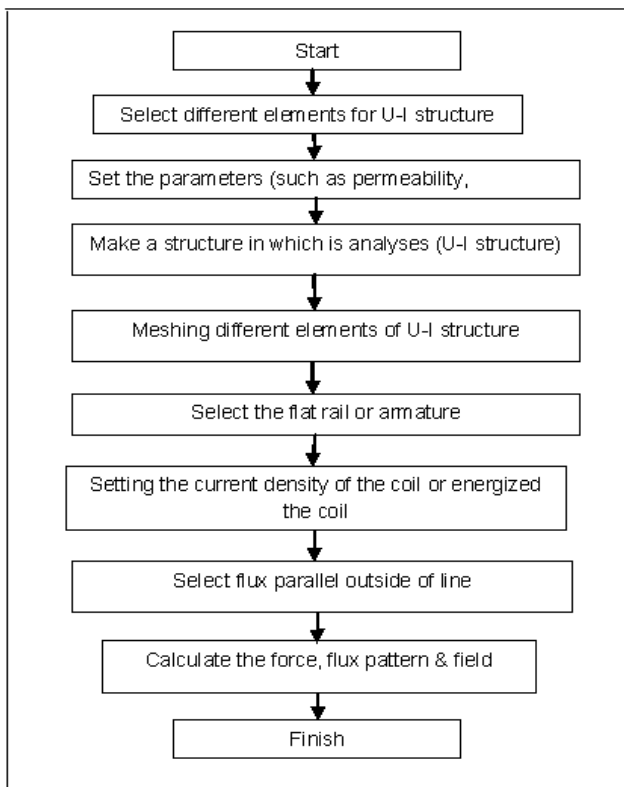 Start
Select different elements for U-I structure
Set the parameters (such as permeability,
Make a structure in which is analyses (U-I structure)
Meshing different elements of U-I structure
Select the flat rail or armature
Setting the current density of the coil or energized
the coil
Select flux parallel outside of line
Calculate the force, flux pattern & field
Finish